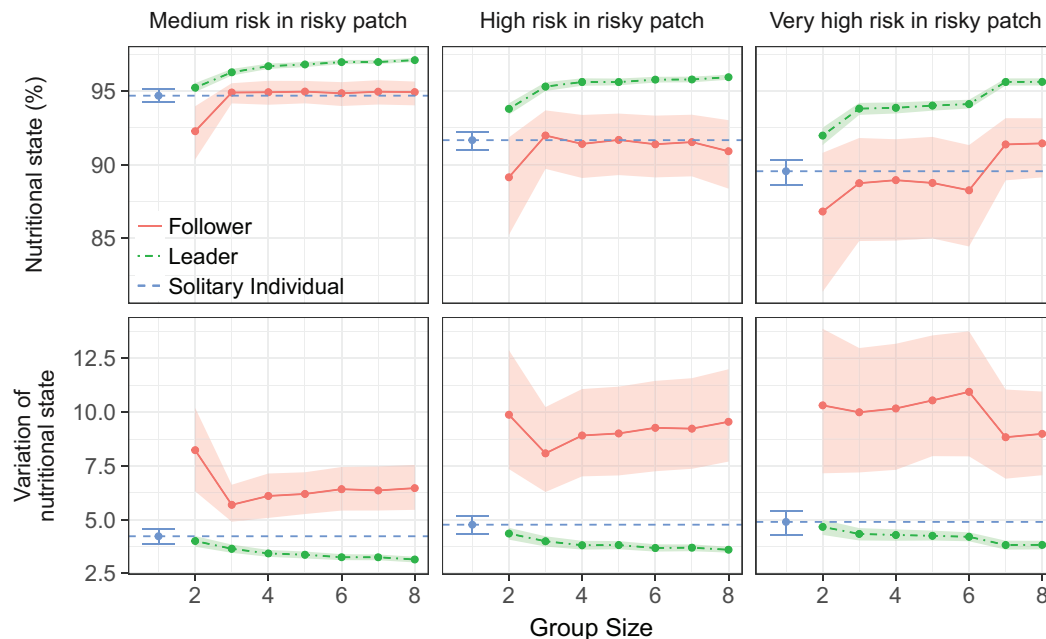 Medium risk in risky patch
High risk in risky patch
Very high risk in risky patch
Nutritional state (%)
95
90
85
Follower
Leader
Solitary Individual
Variation of
nutritional state
12.5
10.0
7.5
5.0
2.5
2 4 6 8
2 4 6 8
2 4 6 8
Group Size